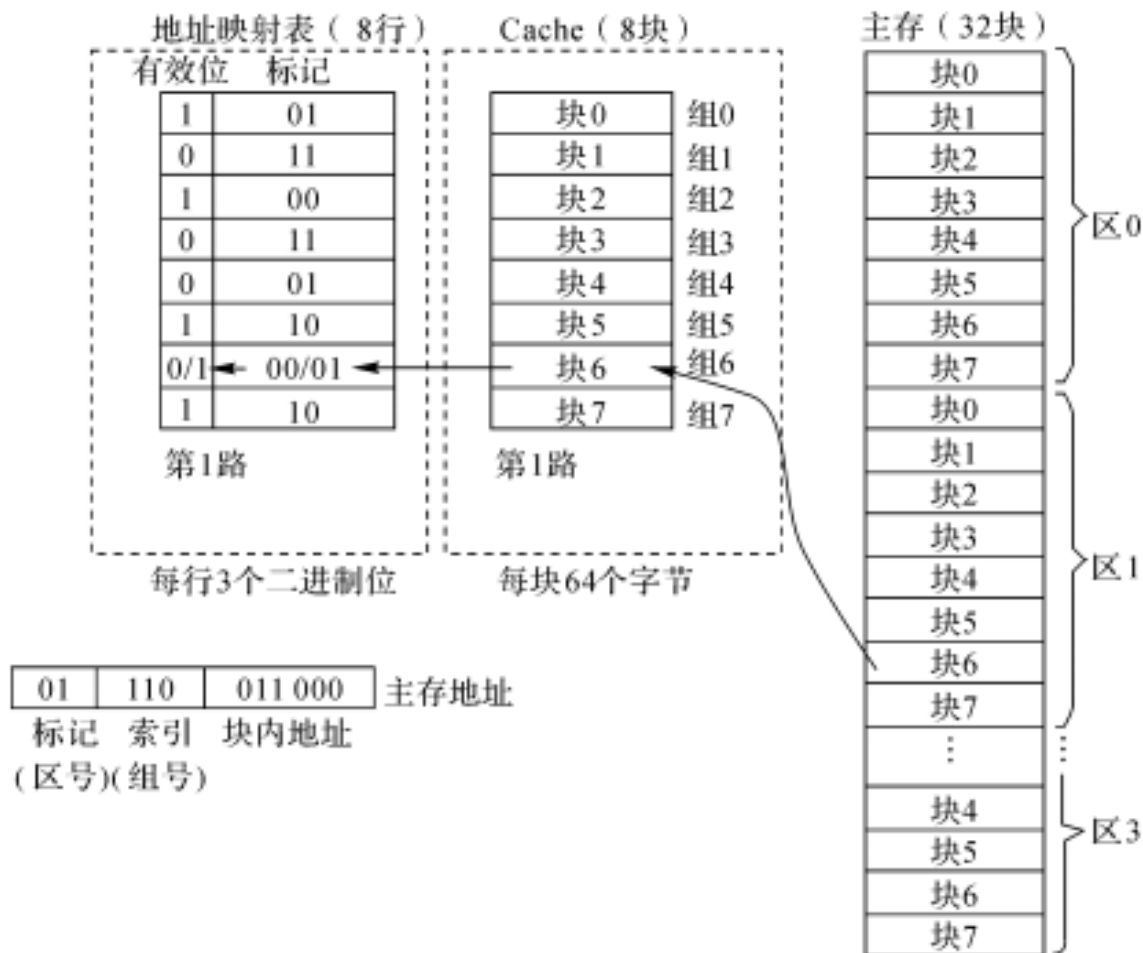 地址映射表（8行） Cache（8块） 主存（32块）
有效位 标记
1 01
0 11
1 00
0 11
0 01
1 10
0/1 00/01
1 10
第1路
每行3个二进制位
块0 组0
块1 组1
块2 组2
块3 组3
块4 组4
块5 组5
块6 组6
块7 组7
第1路
每块64个字节
块0
块1
块2
块3
块4
块5
块6
块7
区0
块0
块1
块2
块3
块4
块5
块6
块7
区1
⋮ ⋮
块4
块5
块6
块7
区3
01 110 011 000 主存地址
标记 索引 块内地址
(区号)(组号)